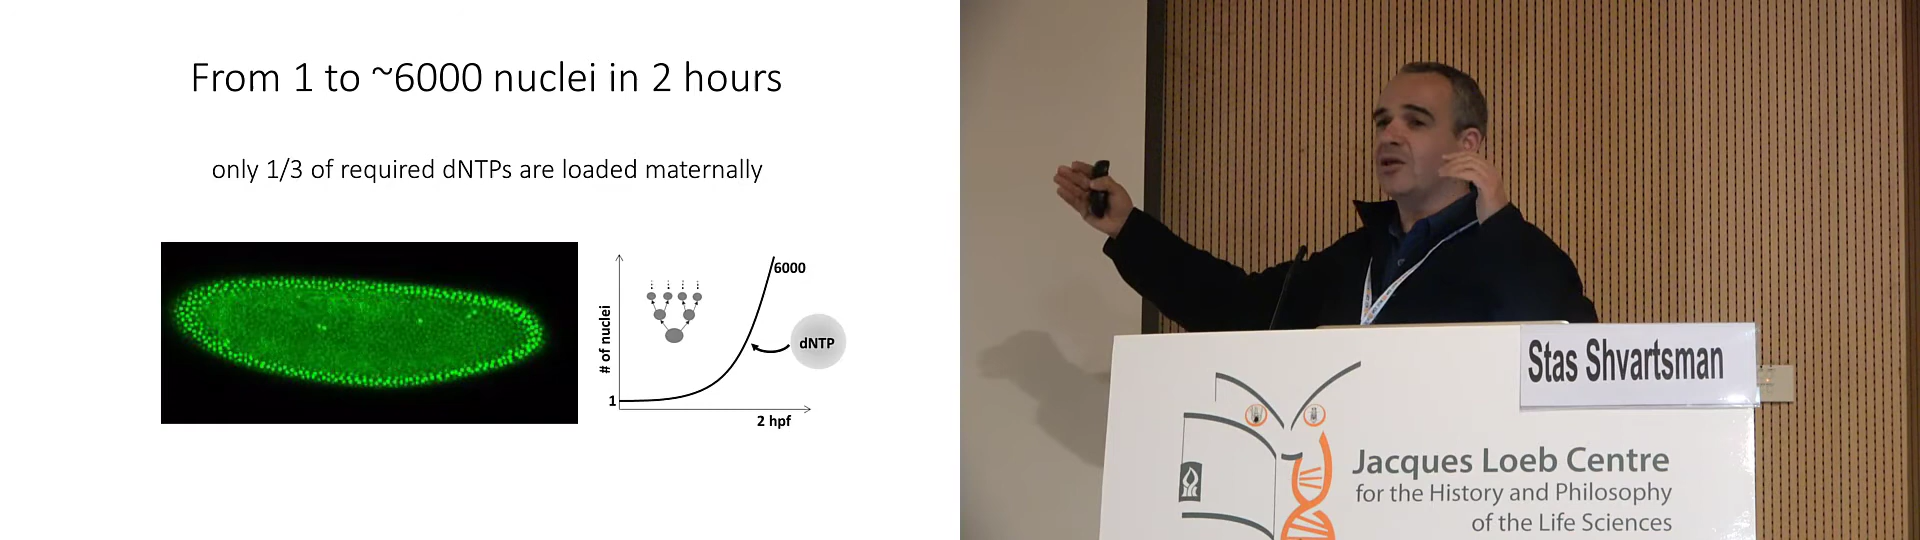 From 1 to ~6000 nuclei in 2 hours
only 1/3 of required dNTPs are loaded maternally
# of nuclei
6000
dNTP
1
2 hpf
Stas Shvartsman
Jacques Loeb Centre
for the History and Philosophy
of the Life Sciences